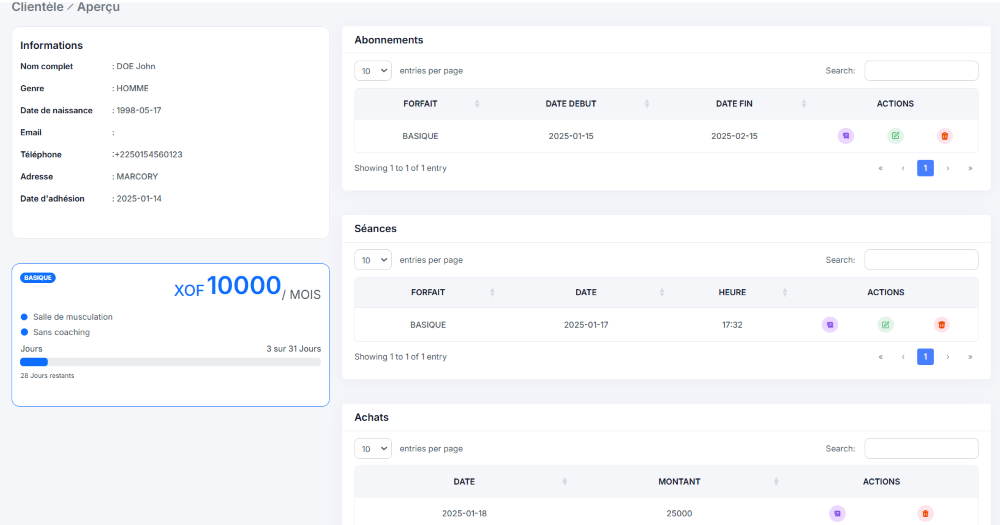 Clientèle / Aperçu
Informations
Nom complet : DOE John
Genre : HOMME
Date de naissance : 1998-05-17
Email :
Téléphone :+2250154560123
Adresse : MARCORY
Date d'adhésion : 2025-01-14
BASIQUE
XOF 10000 / MOIS
Salle de musculation
Sans coaching
Jours 3 sur 31 Jours
28 Jours restants
Abonnements
10 entries per page Search:
FORFAIT DATE DEBUT DATE FIN ACTIONS
BASIQUE 2025-01-15 2025-02-15
Showing 1 to 1 of 1 entry « ‹ 1 › »
Séances
10 entries per page Search:
FORFAIT DATE HEURE ACTIONS
BASIQUE 2025-01-17 17:32
Showing 1 to 1 of 1 entry « ‹ 1 › »
Achats
10 entries per page Search:
DATE MONTANT ACTIONS
2025-01-18 25000